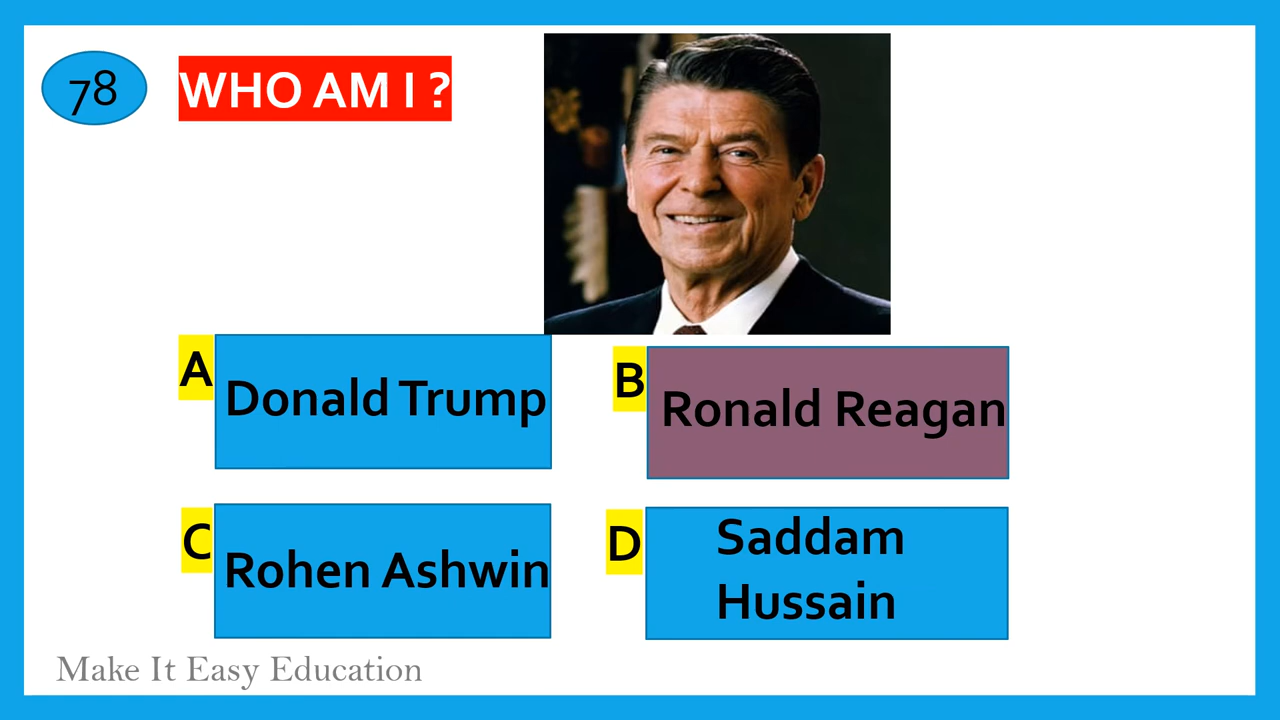 78
WHO AM I ?
A
Donald Trump
B
Ronald Reagan
C
Rohen Ashwin
D
Saddam
Hussain
Make It Easy Education